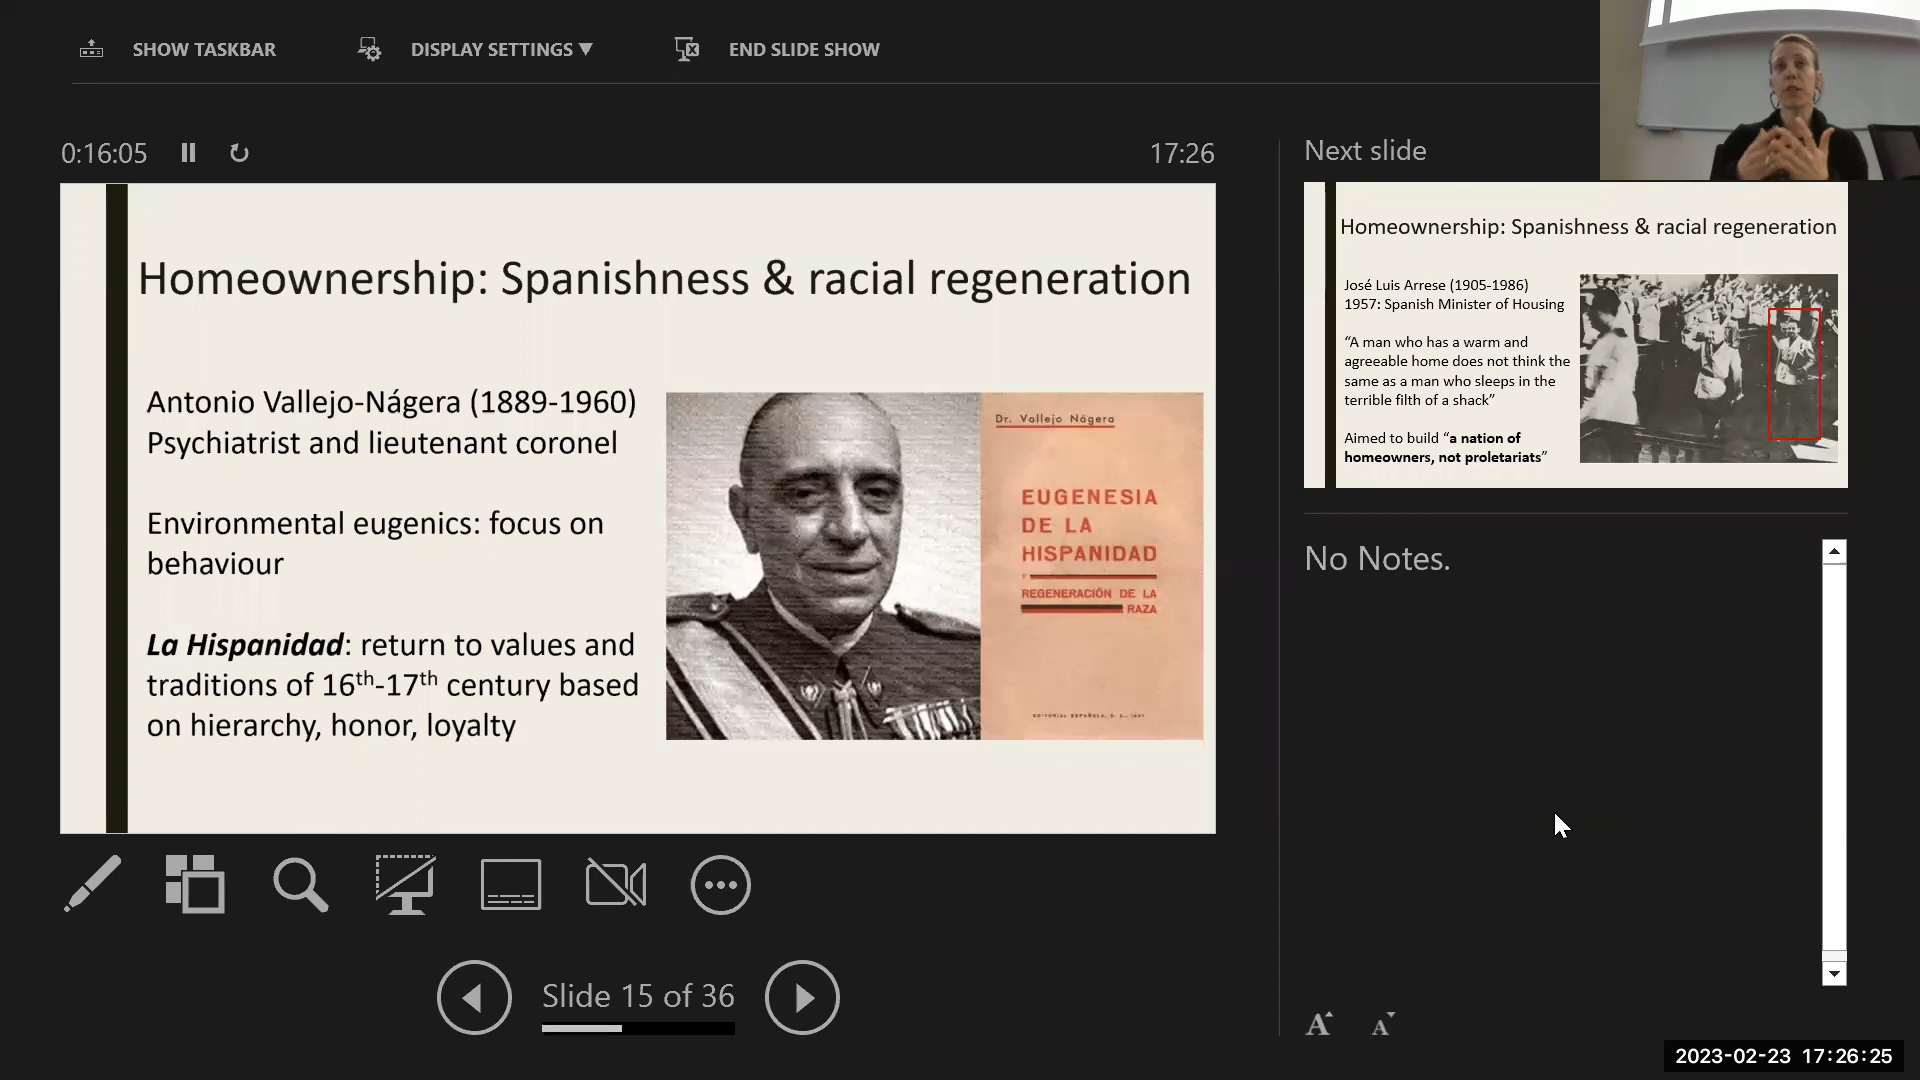 SHOW TASKBAR
DISPLAY SETTINGS ▼
END SLIDE SHOW
0:16:05
17:26
Homeownership: Spanishness & racial regeneration
Antonio Vallejo-Nágera (1889-1960)
Psychiatrist and lieutenant coronel
Environmental eugenics: focus on
behaviour
La Hispanidad: return to values and
traditions of 16th-17th century based
on hierarchy, honor, loyalty
Dr. Vallejo Nágera
EUGENESIA
DE LA
HISPANIDAD
Y
REGENERACIÓN DE LA
RAZA
EDITORIAL ESPAÑOLA, S. A.
Slide 15 of 36
Next slide
Homeownership: Spanishness & racial regeneration
José Luis Arrese (1905-1986)
1957: Spanish Minister of Housing
“A man who has a warm and
agreeable home does not think the
same as a man who sleeps in the
terrible filth of a shack”
Aimed to build “a nation of
homeowners, not proletariats”
No Notes.
A A
2023-02-23 17:26:25